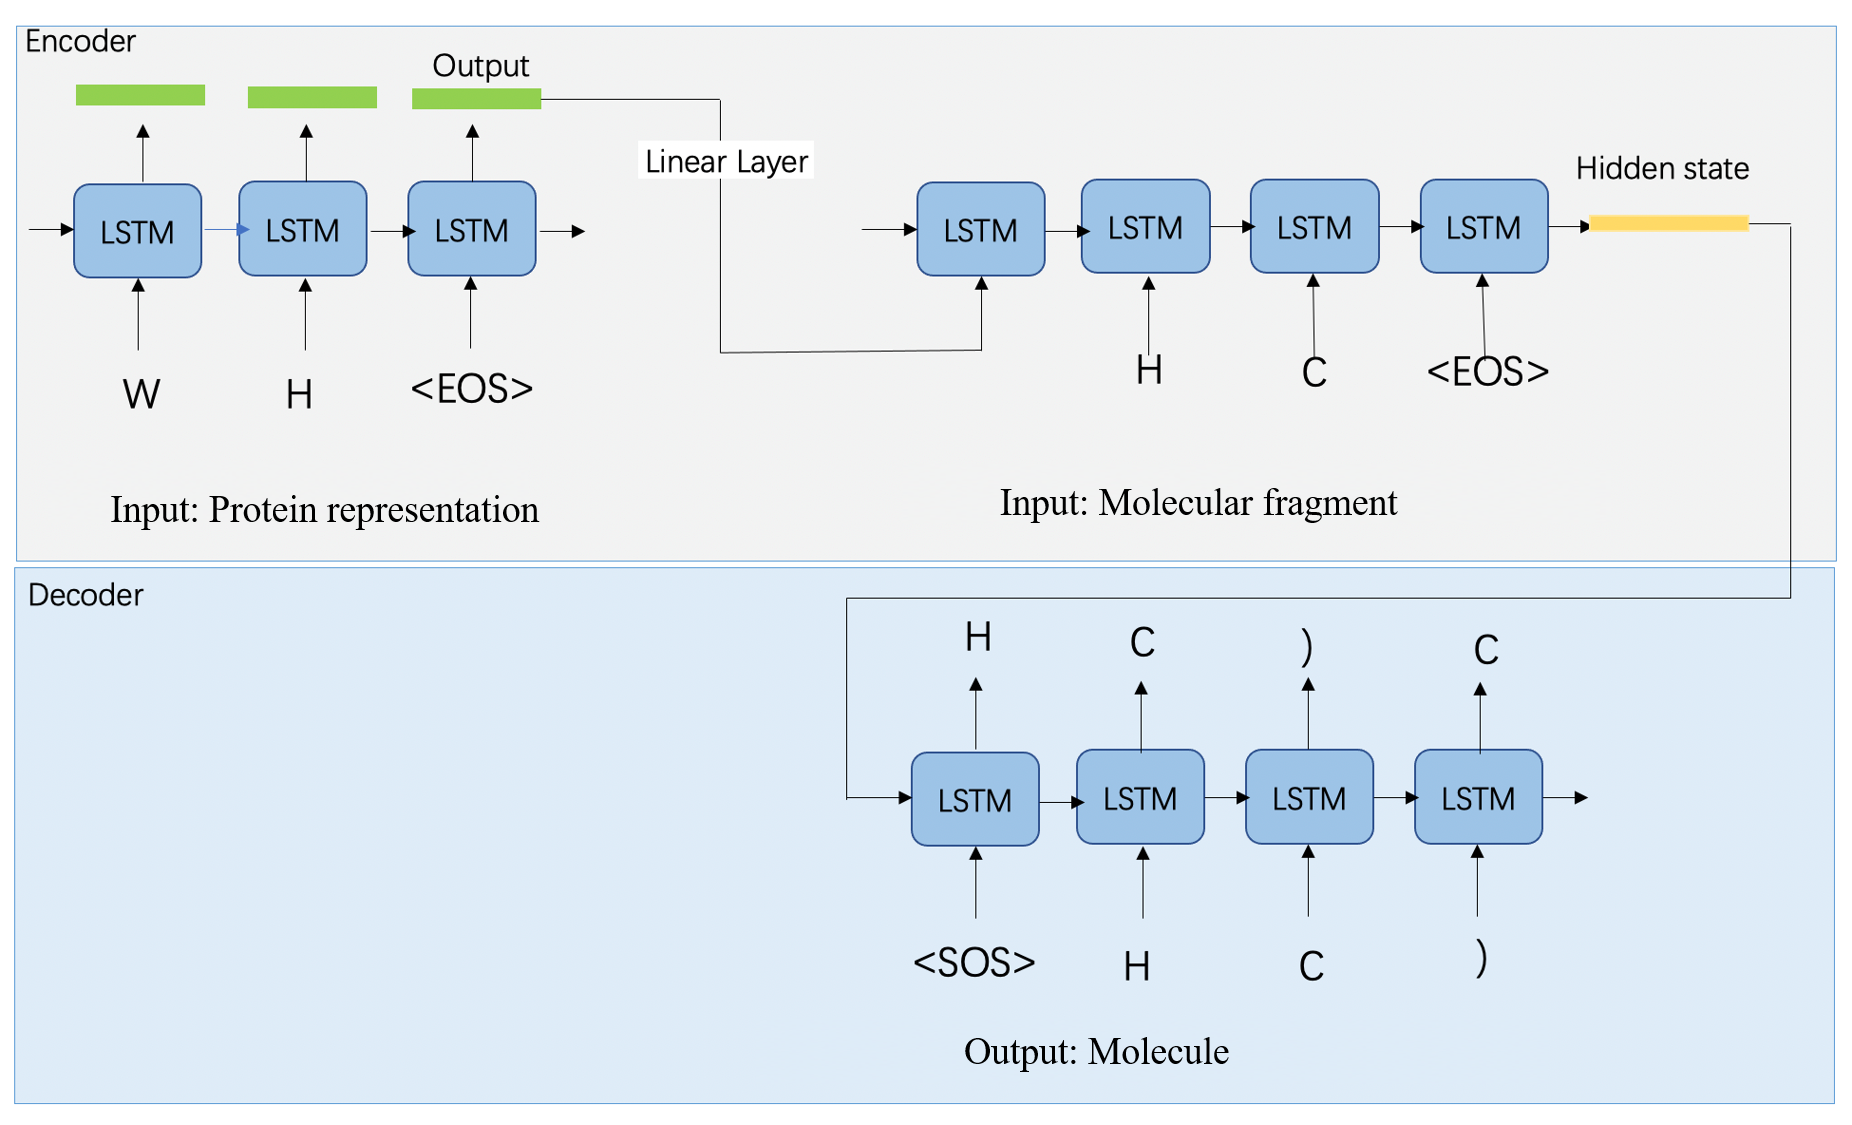 Encoder
Output
Linear Layer
Hidden state
LSTM LSTM LSTM LSTM LSTM LSTM LSTM
W H <EOS> H C <EOS>
Input: Protein representation
Input: Molecular fragment
Decoder
H C ) C
LSTM LSTM LSTM LSTM
<SOS> H C )
Output: Molecule